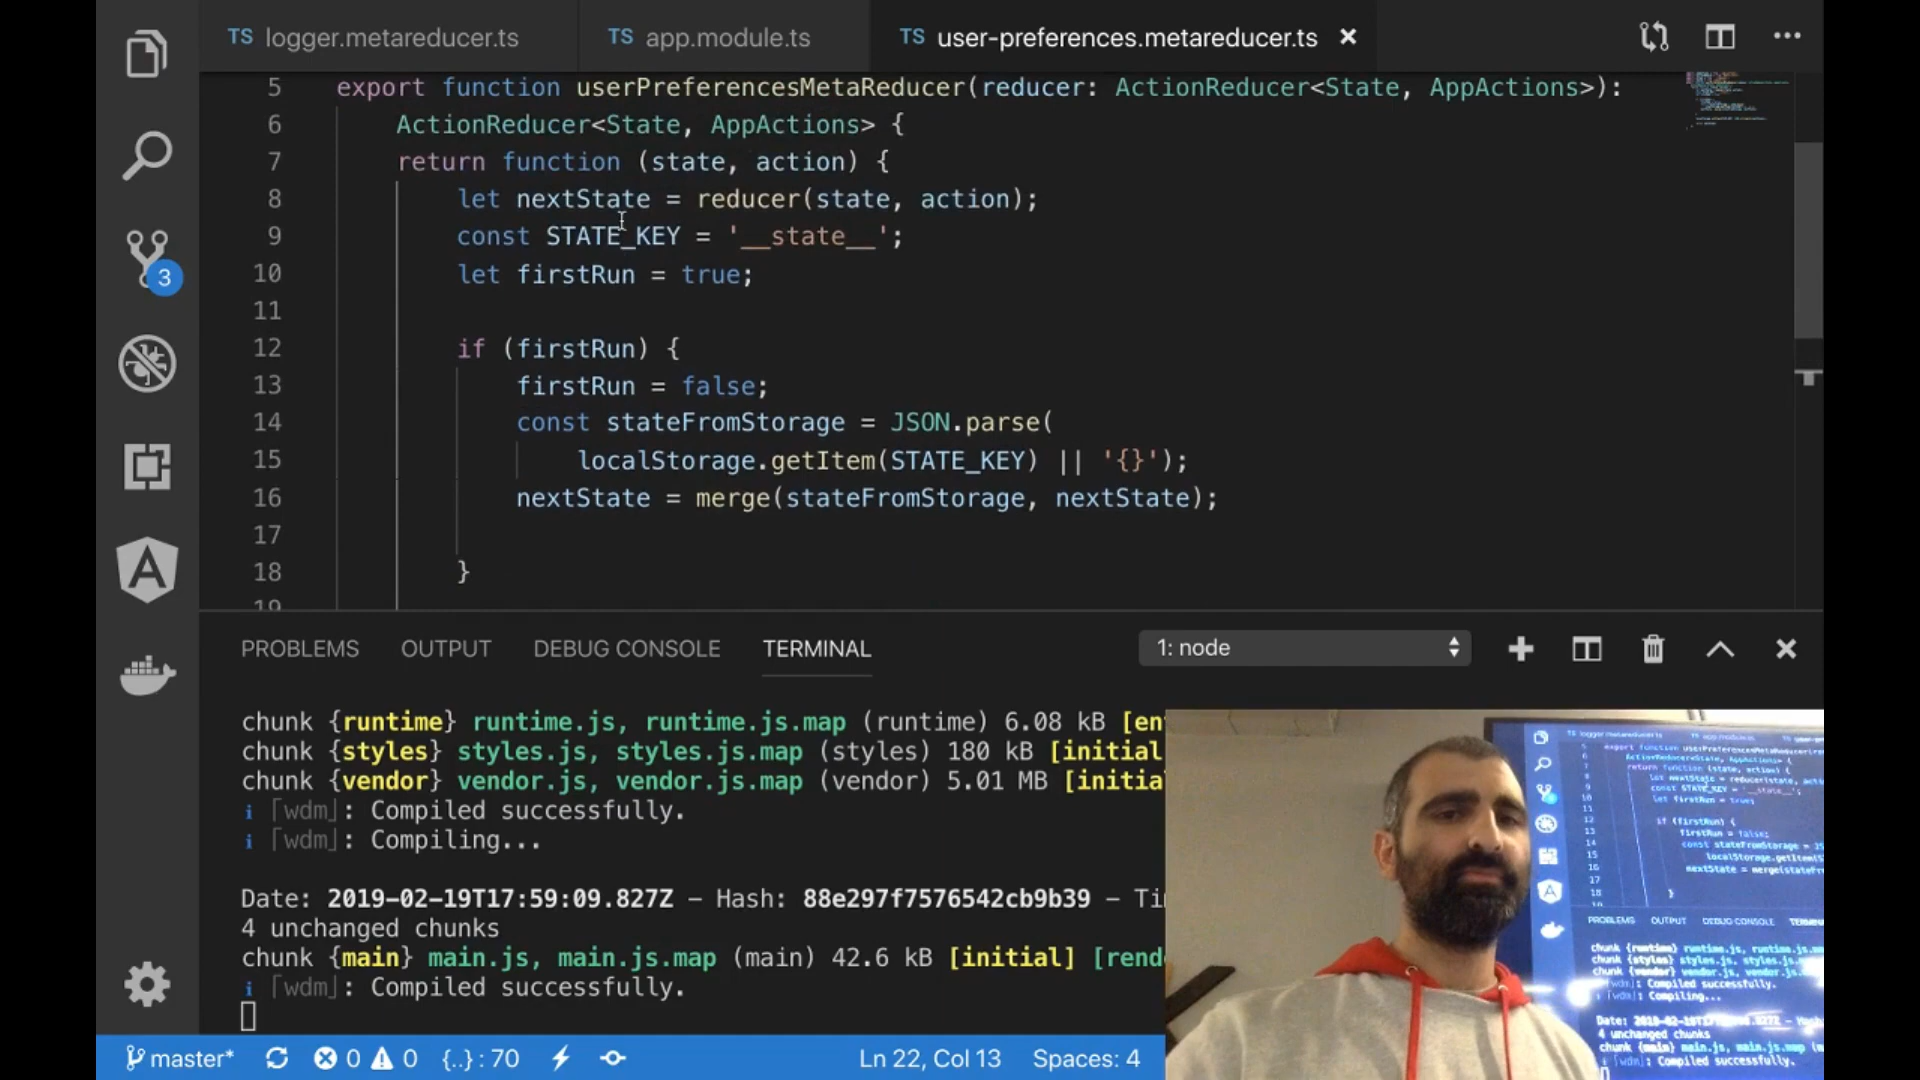 TS logger.metareducer.ts TS app.module.ts TS user-preferences.metareducer.ts
5 export function userPreferencesMetaReducer(reducer: ActionReducer<State, AppActions>):
6 ActionReducer<State, AppActions> {
7 return function (state, action) {
8 let nextState = reducer(state, action);
9 const STATE_KEY = '__state__';
10 let firstRun = true;
11
12 if (firstRun) {
13 firstRun = false;
14 const stateFromStorage = JSON.parse(
15 localStorage.getItem(STATE_KEY) || '{}');
16 nextState = merge(stateFromStorage, nextState);
17
18 }
19
3
PROBLEMS OUTPUT DEBUG CONSOLE TERMINAL 1: node
chunk {runtime} runtime.js, runtime.js.map (runtime) 6.08 kB [en
chunk {styles} styles.js, styles.js.map (styles) 180 kB [initial
chunk {vendor} vendor.js, vendor.js.map (vendor) 5.01 MB [initia
i ｢wdm｣: Compiled successfully.
i ｢wdm｣: Compiling...
Date: 2019-02-19T17:59:09.827Z – Hash: 88e297f7576542cb9b39 – Ti
4 unchanged chunks
chunk {main} main.js, main.js.map (main) 42.6 kB [initial] [rend
i ｢wdm｣: Compiled successfully.
master* 0 0 {..} : 70 Ln 22, Col 13 Spaces: 4